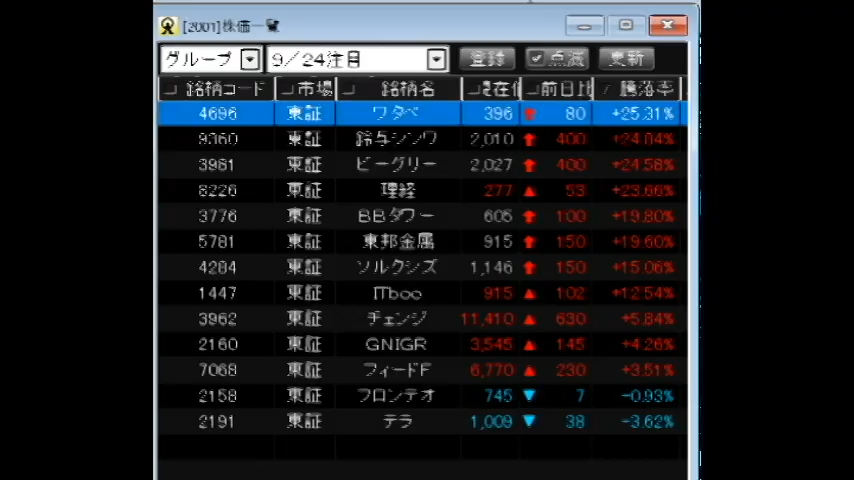 [2001]株価一覧
グループ 9/24注目 登録 点滅 更新
銘柄コード 市場 銘柄名 現在値 前日比 騰落率
4696 東証 ワタベ 396 80 +25.31%
9360 東証 鈴与シンワ 2,010 400 +24.84%
3981 東証 ビーグリー 2,027 400 +24.58%
8226 東証 理経 277 53 +23.66%
3776 東証 BBタワー 605 100 +19.80%
5781 東証 東邦金属 915 150 +19.60%
4284 東証 ソルクシズ 1,146 150 +15.06%
1447 東証 ITboo 915 102 +12.54%
3962 東証 チェンジ 11,410 630 +5.84%
2160 東証 GNIGR 3,545 145 +4.26%
7068 東証 フィードF 6,770 230 +3.51%
2158 東証 フロンテオ 745 7 -0.93%
2191 東証 テラ 1,009 38 -3.62%